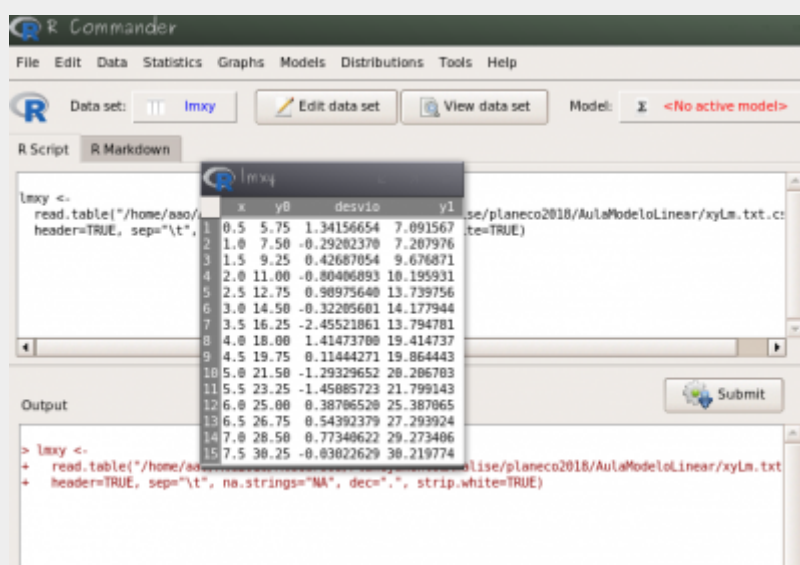 R Commander
File Edit Data Statistics Graphs Models Distributions Tools Help
R Data set: lmxy Edit data set View data set Model: Σ <No active model>
R Script R Markdown
lmxy <-
read.table("/home/aao/ se/planeco2018/AulaModeloLinear/xyLm.txt.cs
header=TRUE, sep="\t", te=TRUE)
lmxy
x y0 desvio y1
1 0.5 5.75 1.34156654 7.091567
2 1.0 7.50 -0.29202370 7.207976
3 1.5 9.25 0.42687054 9.676871
4 2.0 11.00 -0.80406893 10.195931
5 2.5 12.75 0.98975640 13.739756
6 3.0 14.50 -0.32205601 14.177944
7 3.5 16.25 -2.45521861 13.794781
8 4.0 18.00 1.41473700 19.414737
9 4.5 19.75 0.11444271 19.864443
10 5.0 21.50 -1.29329652 20.206703
11 5.5 23.25 -1.45085723 21.799143
12 6.0 25.00 0.38706520 25.387065
13 6.5 26.75 0.54392379 27.293924
14 7.0 28.50 0.77340622 29.273406
15 7.5 30.25 -0.03022629 30.219774
Submit
Output
> lmxy <-
+ read.table("/home/aa alise/planeco2018/AulaModeloLinear/xyLm.txt
+ header=TRUE, sep="\t", na.strings="NA", dec=".", strip.white=TRUE)